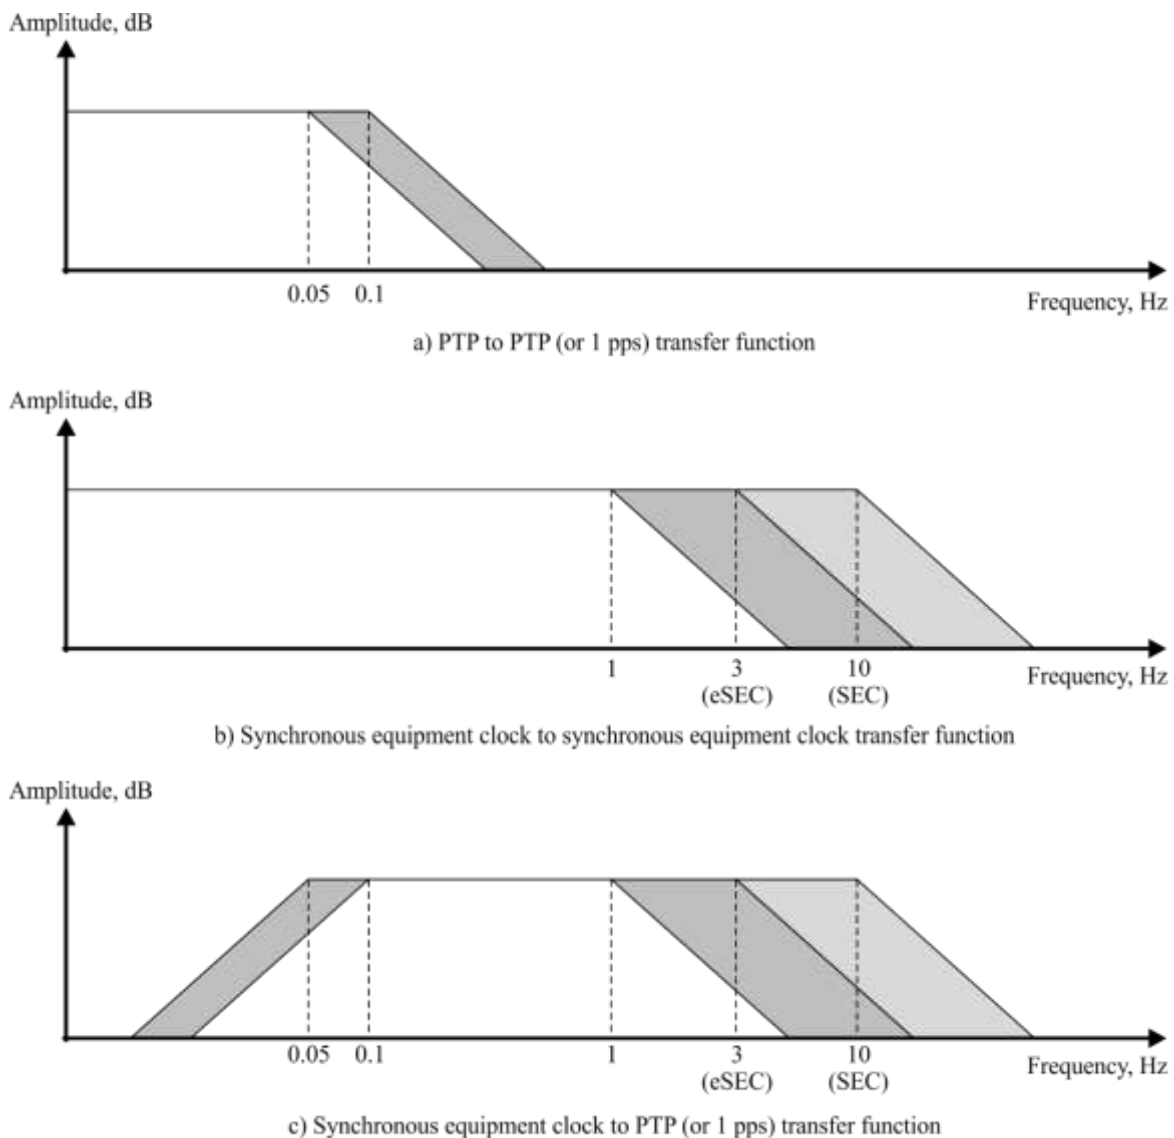 Amplitude, dB
0.05 0.1
Frequency, Hz
a) PTP to PTP (or 1 pps) transfer function
Amplitude, dB
1 3 10
(eSEC) (SEC)
Frequency, Hz
b) Synchronous equipment clock to synchronous equipment clock transfer function
Amplitude, dB
0.05 0.1 1 3 10
(eSEC) (SEC)
Frequency, Hz
c) Synchronous equipment clock to PTP (or 1 pps) transfer function